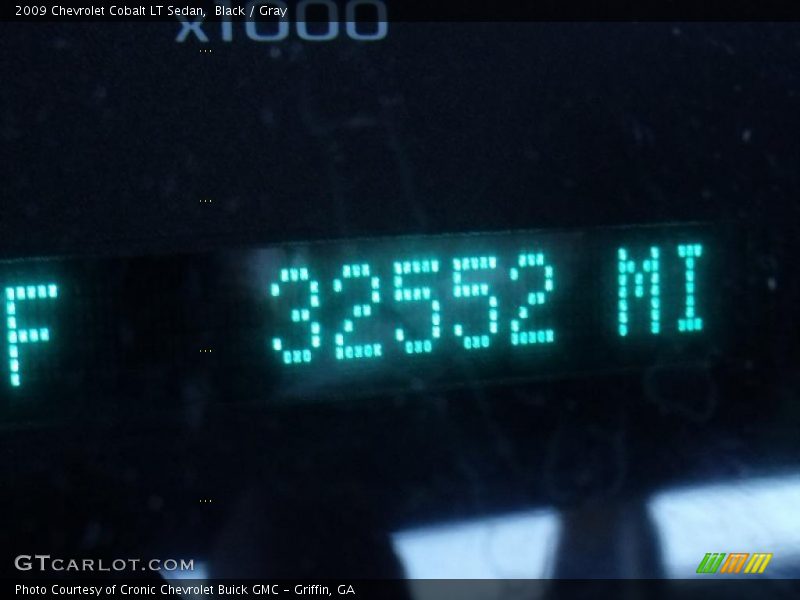 2009 Chevrolet Cobalt LT Sedan, Black / Gray
x1000
F 32552 MI
GTCARLOT.COM
Photo Courtesy of Cronic Chevrolet Buick GMC - Griffin, GA